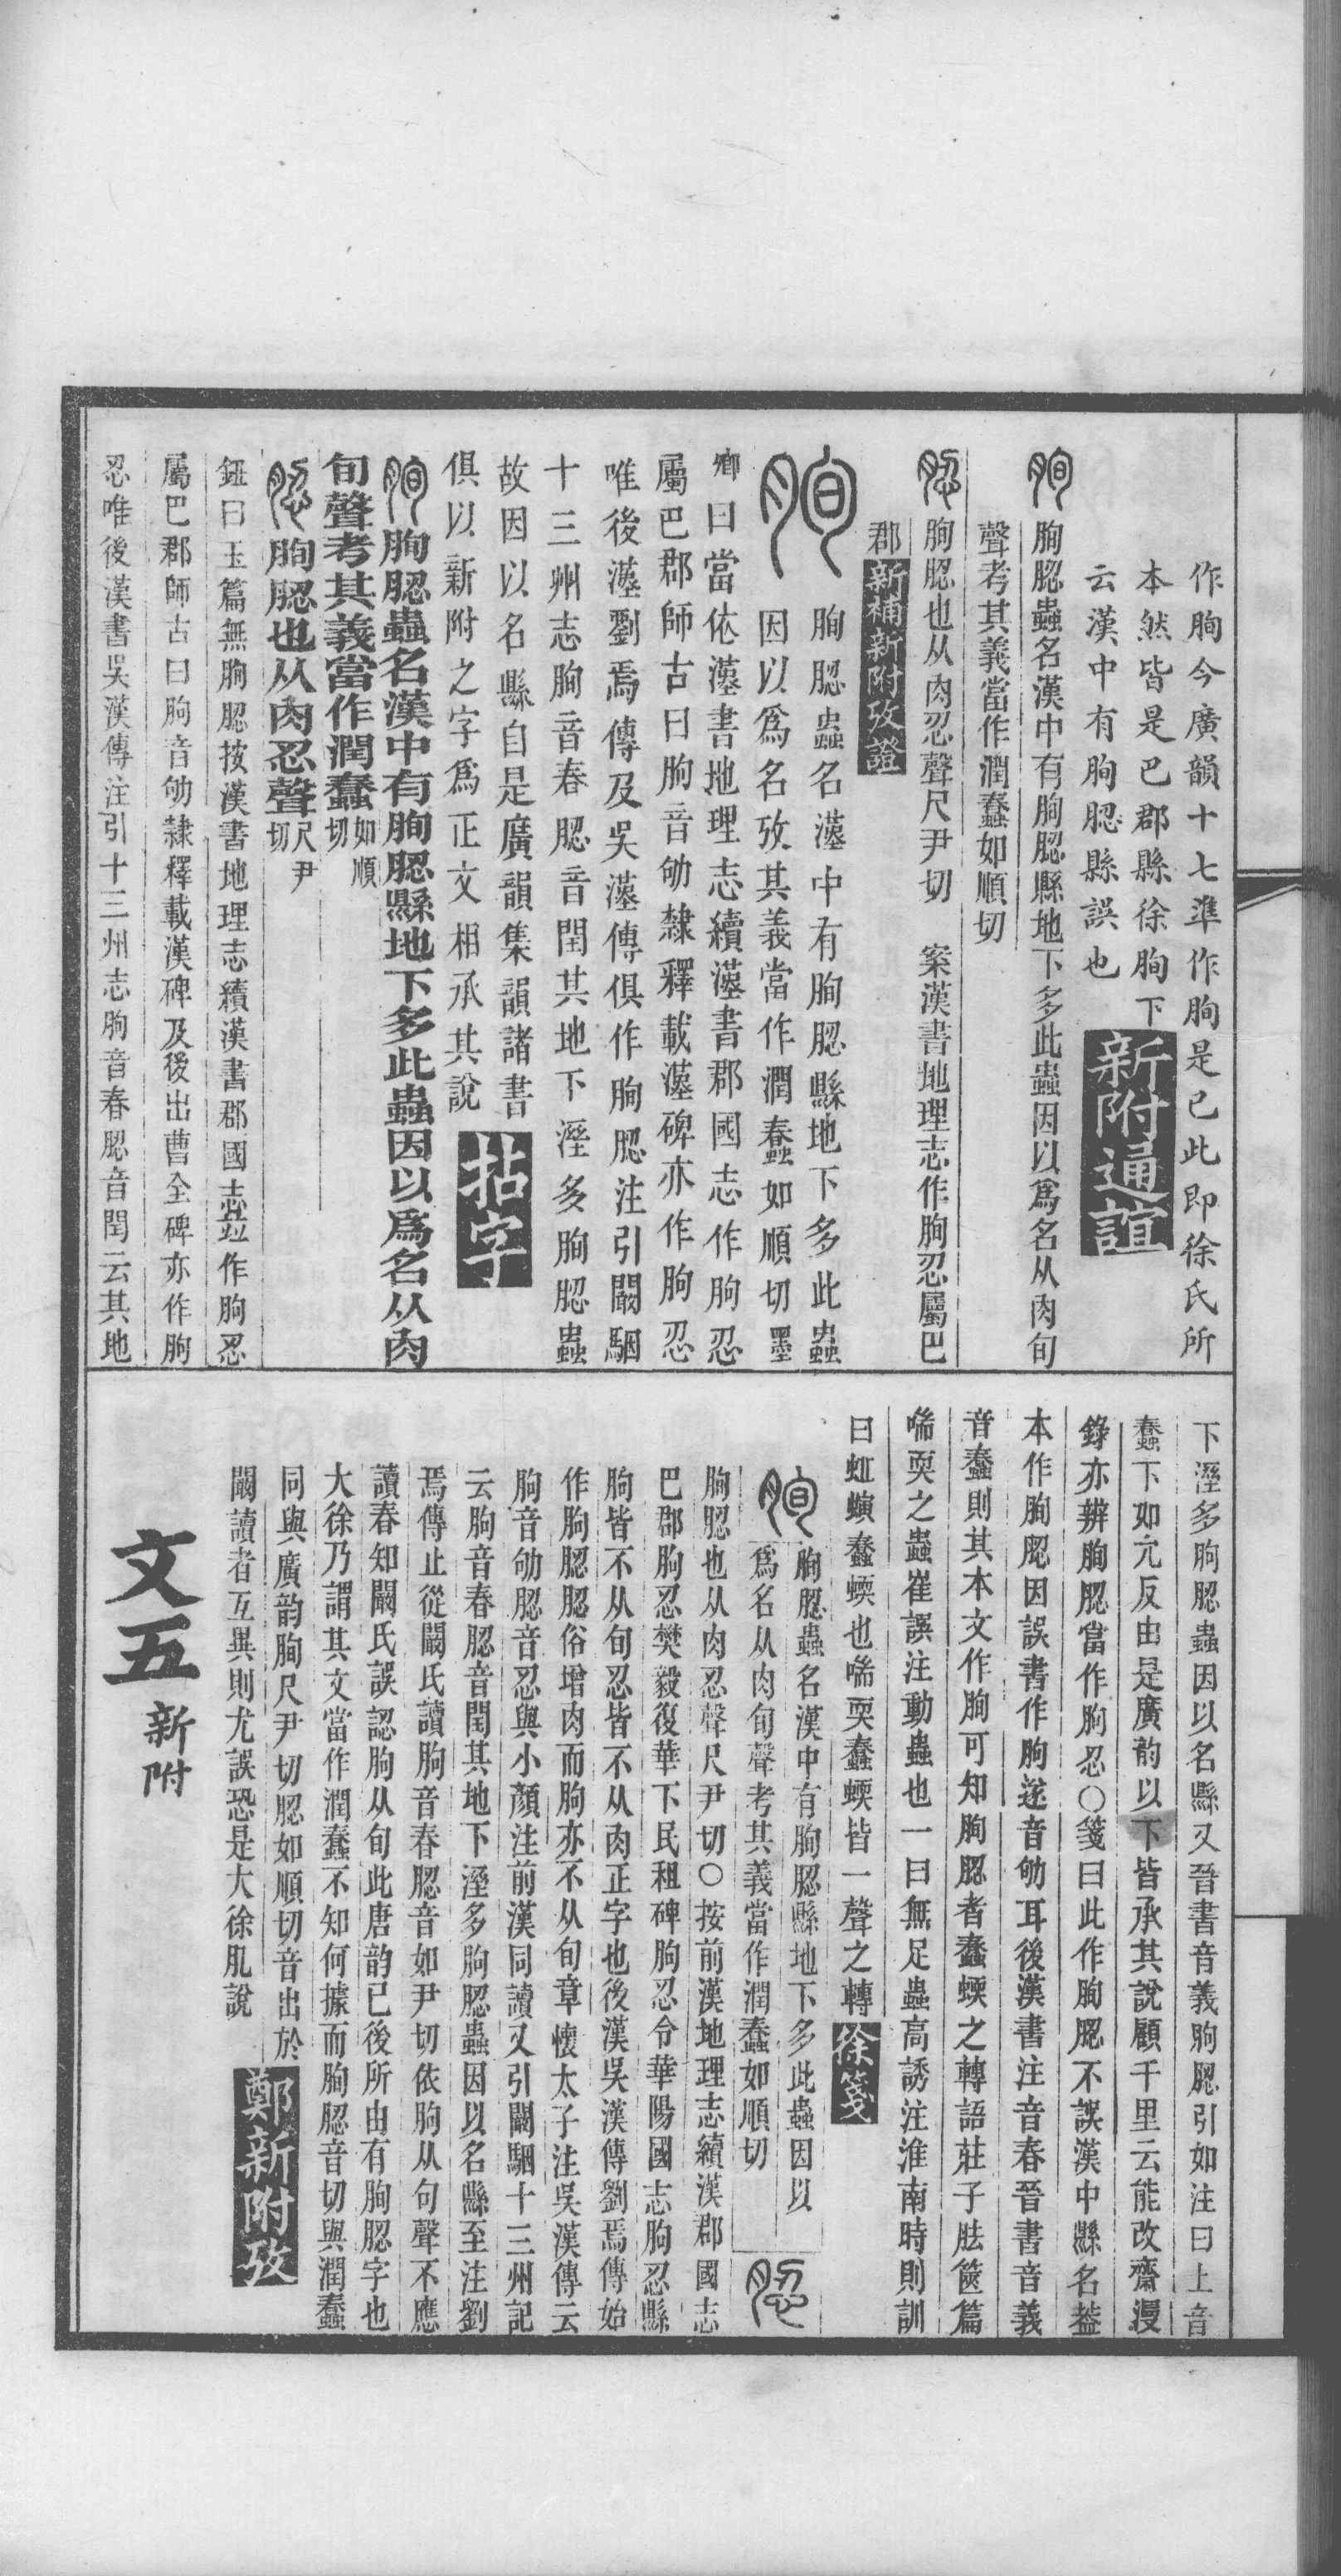 作朐今廣韻十七準作朐是已此即徐氏所
本然皆是巴郡縣徐朐下
云漢中有朐䏰縣誤也
新附通誼
朐䏰蟲名漢中有朐䏰縣地下多此蟲因以爲名从肉旬
聲考其義當作潤蠢如順切
䏰也从肉忍聲尺尹切　案漢書地理志作朐忍屬巴
郡
新補新附攷證
朐䏰蟲名漢中有朐䏰縣地下多此蟲
因以爲名攷其義當作潤蠢如順切墨
卿曰當依漢書地理志續漢書郡國志作朐忍
屬巴郡師古曰朐音劬隸釋載漢碑亦作朐忍
唯後漢劉焉傳及吳漢傳俱作朐䏰注引闞駰
十三州志朐音春䏰音閏其地下溼多朐䏰蟲
故因以名縣自是廣韻集韻諸書
俱以新附之字爲正文相承其說
拈字
朐䏰蟲名漢中有朐䏰縣地下多此蟲因以爲名从肉
旬聲考其義當作潤蠢如順切
朐䏰也从肉忍聲尺尹切
鈕曰玉篇無朐䏰按漢書地理志續漢書郡國志竝作朐忍
屬巴郡師古曰朐音劬隸釋載漢碑及後出曹全碑亦作朐
忍唯後漢書吳漢傳注引十三州志朐音春䏰音閏云其地
下溼多朐䏰蟲因以名縣又晉書音義朐䏰引如注曰上音
蠢下如允反由是廣韵以下皆承其說顧千里云能改齋漫
錄亦辨朐䏰當作朐忍○箋曰此作朐䏰不誤漢中縣名葢
本作朐䏰因誤書作朐遂音劬耳後漢書注音春晉書音義
音蠢則其本文作朐可知朐䏰者蠢蝡之轉語莊子胠篋篇
喘耎之蟲崔譔注動蟲也一曰無足蟲高誘注淮南時則訓
曰蚯螾蠢蝡也喘耎蠢蝡皆一聲之轉
徐箋
朐䏰蟲名漢中有朐䏰縣地下多此蟲因以
爲名从肉旬聲考其義當作潤蠢如順切
朐䏰也从肉忍聲尺尹切○按前漢地理志續漢郡國志
巴郡朐忍樊毅復華下民租碑朐忍令華陽國志朐忍縣
朐皆不从旬忍皆不从肉正字也後漢吳漢傳劉焉傳始
作朐䏰䏰俗增肉而朐亦不从旬章懷太子注吳漢傳云
朐音劬䏰音忍與小顏注前漢同讀又引闞駰十三州記
云朐音春䏰音閏其地下溼多朐䏰蟲因以名縣至注劉
焉傳止從闞氏讀朐音春䏰音如尹切依朐从句聲不應
讀春知闞氏誤認朐从旬此唐韵已後所由有朐䏰字也
大徐乃謂其文當作潤蠢不知何據而朐䏰音切與潤蠢
同與廣韵朐尺尹切䏰如順切音出於
闞讀者互異則尤誤恐是大徐肊說
鄭新附攷
文五新附